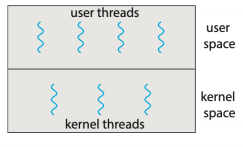 user threads
user
space
kernel
space
kernel threads